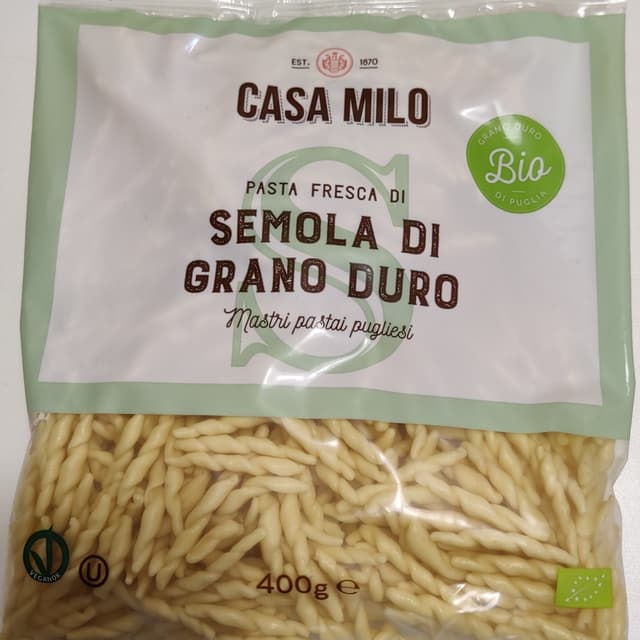 EST. 1870
CASA MILO
GRANO DURO
Bio
DI PUGLIA
PASTA FRESCA DI
SEMOLA DI
GRANO DURO
Mastri pastai pugliesi
S
VEGANOK
U
400g e